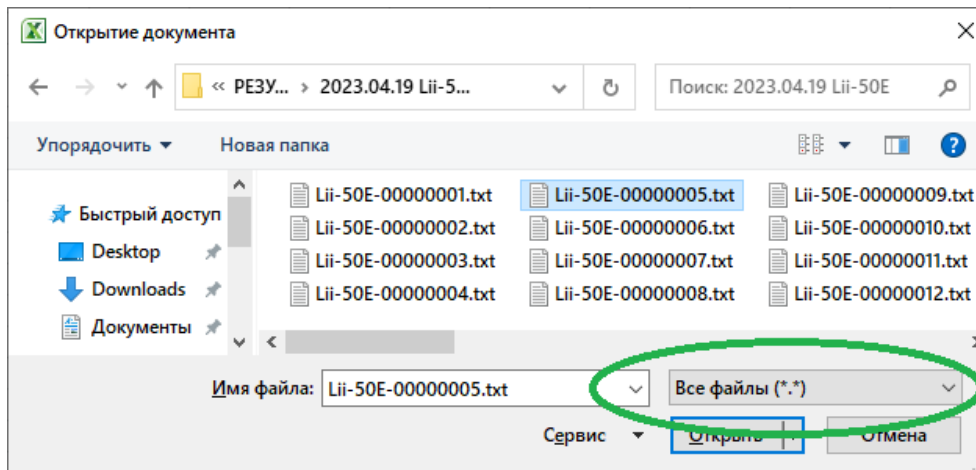 Открытие документа
« РЕЗУ... › 2023.04.19 Lii-5... Поиск: 2023.04.19 Lii-50E
Упорядочить Новая папка
Lii-50E-00000001.txt Lii-50E-00000005.txt Lii-50E-00000009.txt
Быстрый доступ Lii-50E-00000002.txt Lii-50E-00000006.txt Lii-50E-00000010.txt
Desktop Lii-50E-00000003.txt Lii-50E-00000007.txt Lii-50E-00000011.txt
Downloads Lii-50E-00000004.txt Lii-50E-00000008.txt Lii-50E-00000012.txt
Документы
Имя файла: Lii-50E-00000005.txt Все файлы (*.*)
Сервис Открыть Отмена